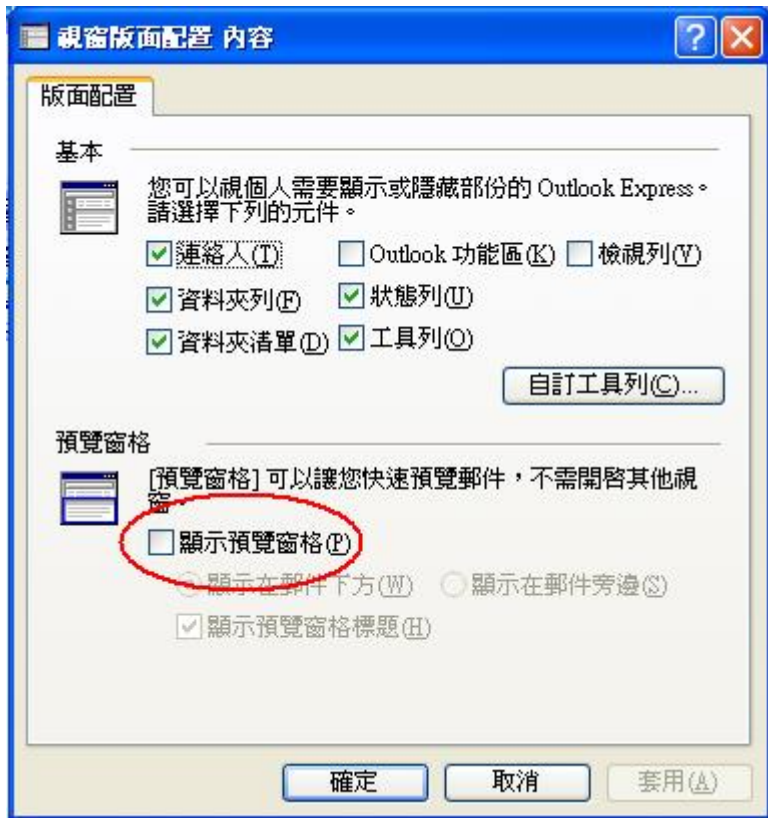 視窗版面配置 內容
版面配置
基本
您可以視個人需要顯示或隱藏部份的 Outlook Express。
請選擇下列的元件。
連絡人(T) Outlook 功能區(K) 檢視列(V)
資料夾列(F) 狀態列(U)
資料夾清單(D) 工具列(O)
自訂工具列(C)...
預覽窗格
[預覽窗格] 可以讓您快速預覽郵件，不需開啟其他視
窗。
顯示預覽窗格(P)
顯示在郵件下方(W) 顯示在郵件旁邊(S)
顯示預覽窗格標題(H)
確定 取消 套用(A)